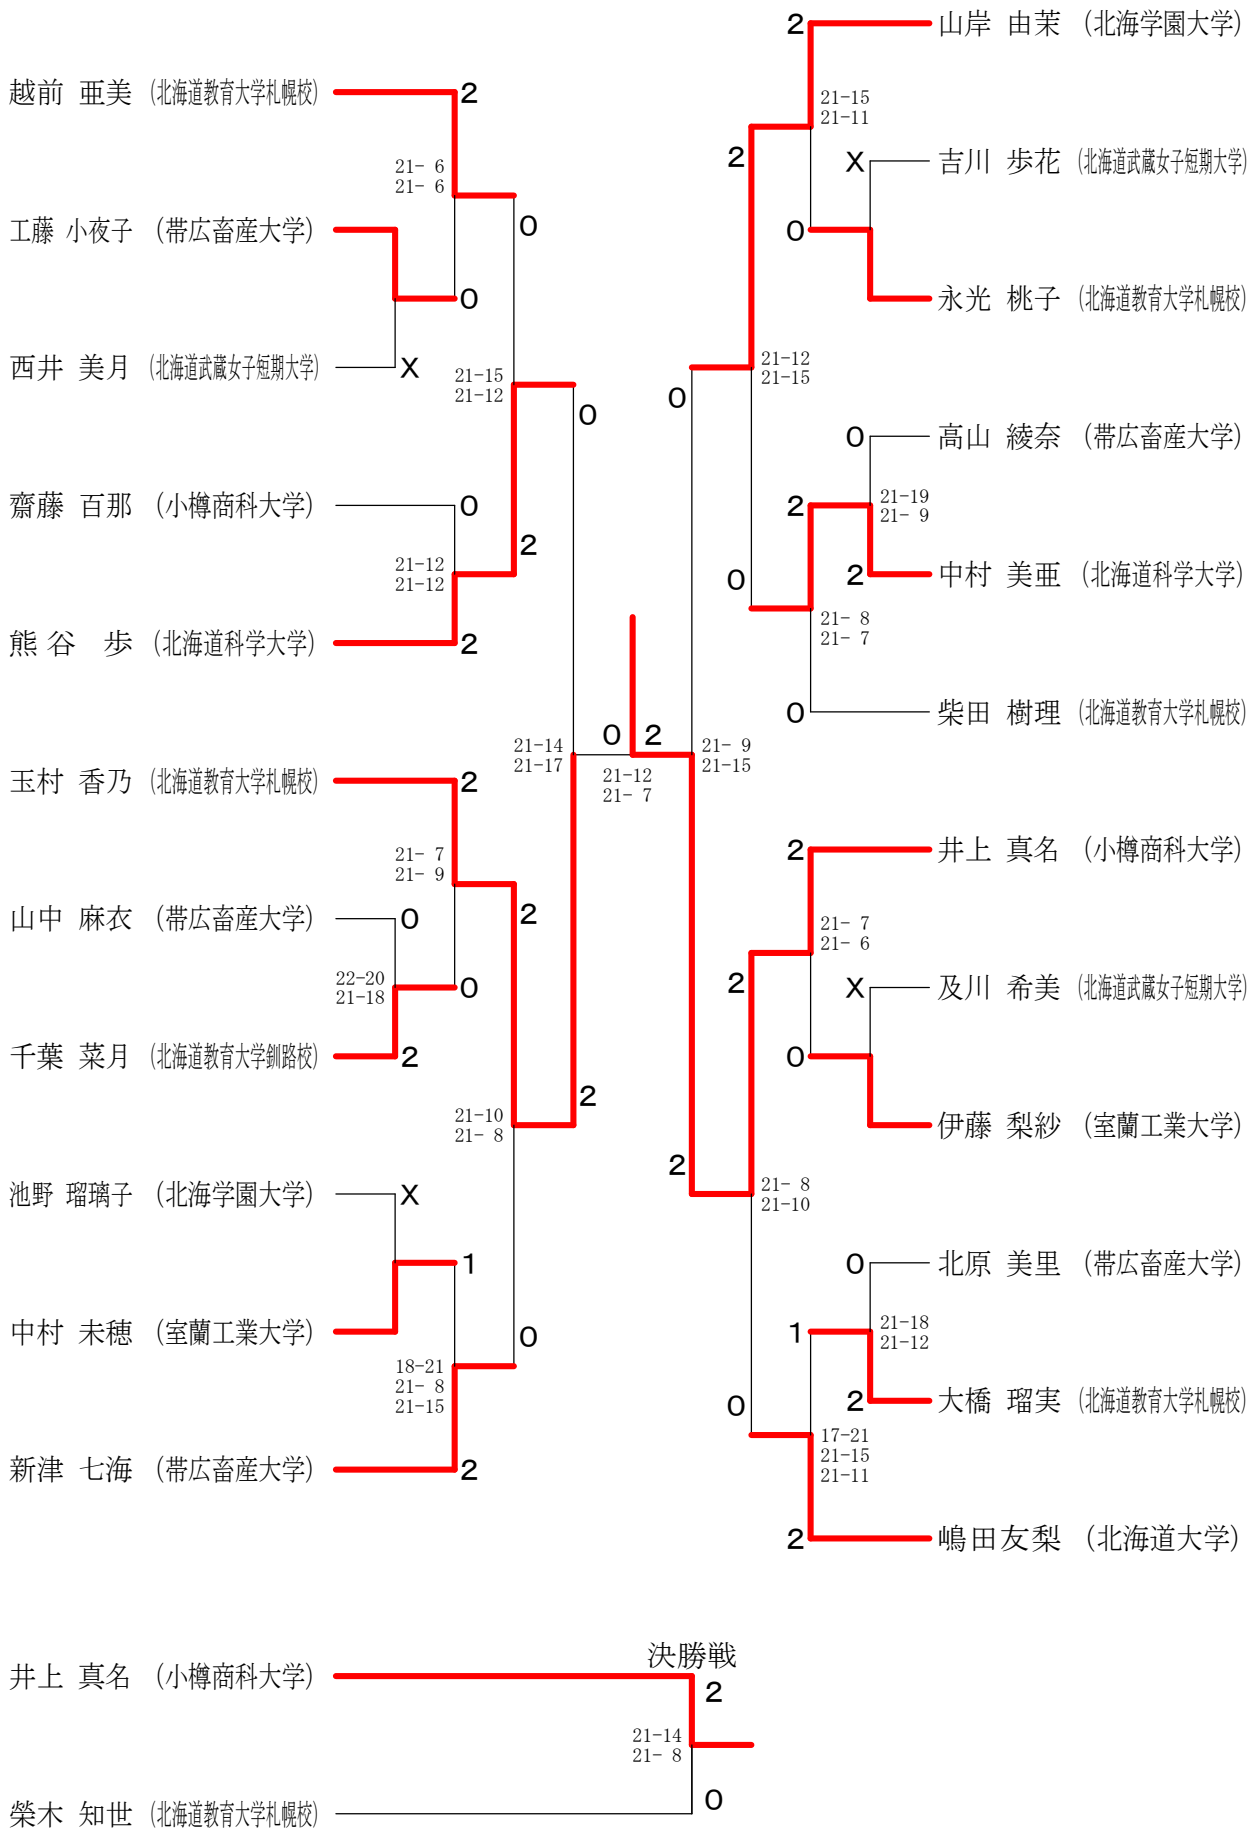 越前 亜美 (北海道教育大学札幌校)
2
21- 6
21- 6
工藤 小夜子 (帯広畜産大学)
0
0
西井 美月 (北海道武蔵女子短期大学)
X
21-15
21-12
0
齋藤 百那 (小樽商科大学)
0
2
21-12
21-12
熊谷 歩 (北海道科学大学)
2
21-14
21-17
玉村 香乃 (北海道教育大学札幌校)
2
21- 7
21- 9
山中 麻衣 (帯広畜産大学)
0
2
22-20
21-18
0
千葉 菜月 (北海道教育大学釧路校)
2
2
21-10
21- 8
池野 瑠璃子 (北海学園大学)
X
1
中村 未穂 (室蘭工業大学)
0
18-21
21- 8
21-15
新津 七海 (帯広畜産大学)
2
0 2
21-12
21- 7
2
山岸 由茉 (北海学園大学)
21-15
21-11
2
X
吉川 歩花 (北海道武蔵女子短期大学)
0
永光 桃子 (北海道教育大学札幌校)
21-12
21-15
0
0
高山 綾奈 (帯広畜産大学)
2
21-19
21- 9
0
2
中村 美亜 (北海道科学大学)
21- 8
21- 7
0
柴田 樹理 (北海道教育大学札幌校)
21- 9
21-15
2
井上 真名 (小樽商科大学)
21- 7
21- 6
2
X
及川 希美 (北海道武蔵女子短期大学)
0
伊藤 梨紗 (室蘭工業大学)
2
21- 8
21-10
0
北原 美里 (帯広畜産大学)
1
21-18
21-12
0
2
大橋 瑠実 (北海道教育大学札幌校)
17-21
21-15
21-11
2
嶋田友梨 (北海道大学)
決勝戦
井上 真名 (小樽商科大学)
2
21-14
21- 8
榮木 知世 (北海道教育大学札幌校)
0